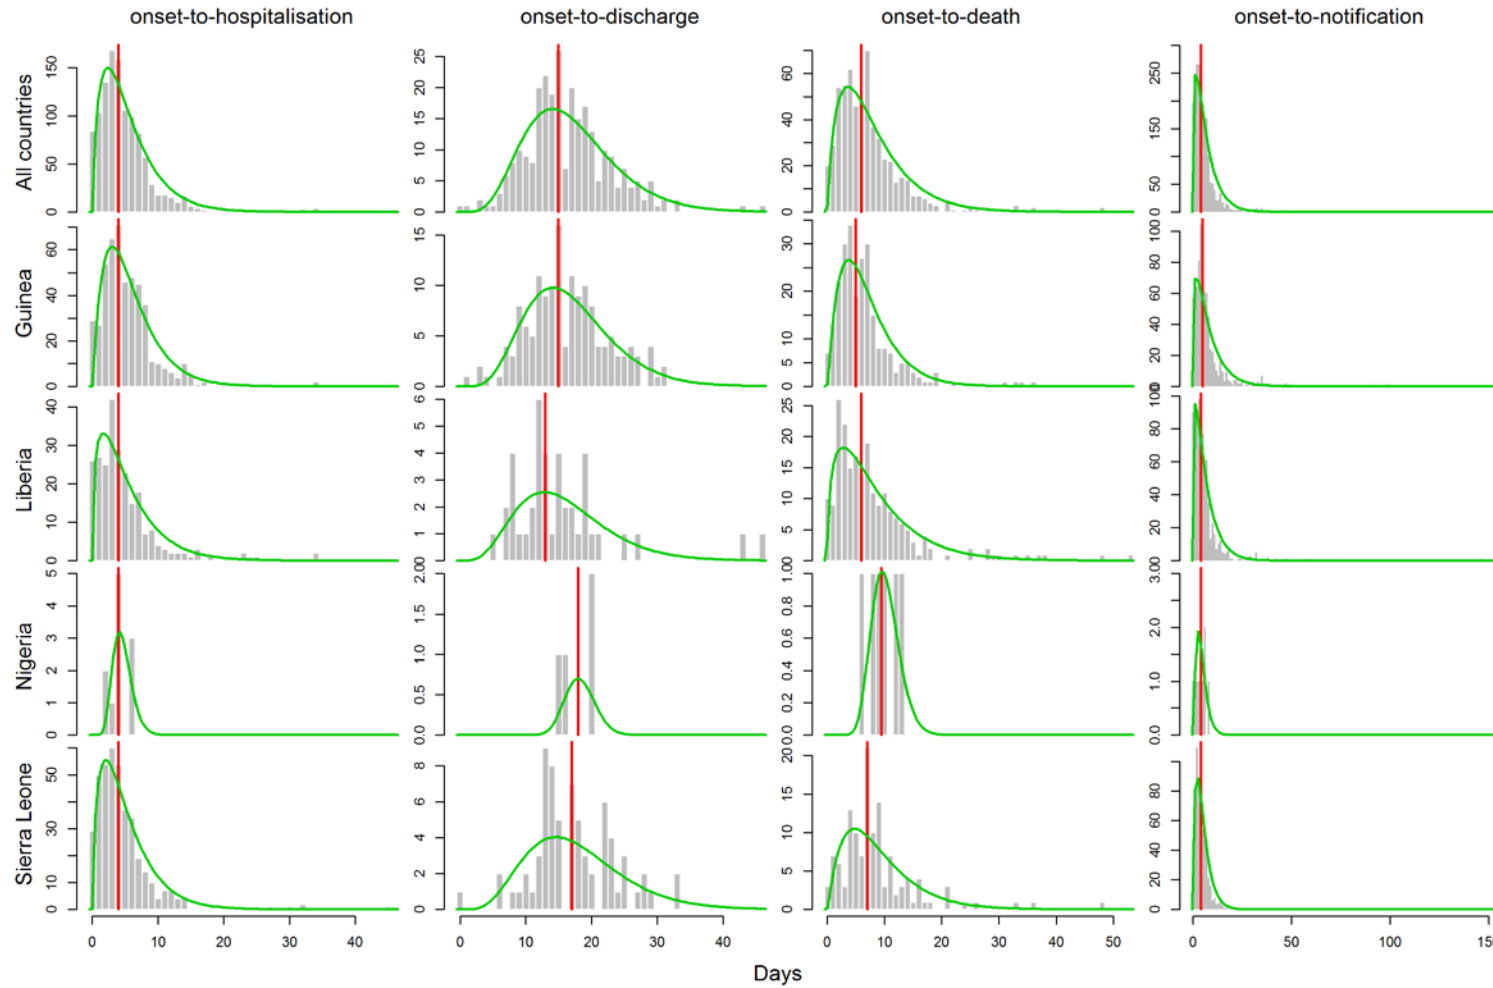 onset-to-hospitalisation onset-to-discharge onset-to-death onset-to-notification
All countries
0 50 100 150
0 5 10 15 20 25
0 20 40 60
0 50 150 250
Guinea
0 20 40 60
0 5 10 15
0 5 10 20 30
0 20 40 60 80 100
Liberia
0 10 20 30 40
0 1 2 3 4 5 6
0 5 10 15 20 25
0 20 40 60 80 100
Nigeria
0 1 2 3 4 5
0.0 0.5 1.0 1.5 2.0
0.0 0.2 0.4 0.6 0.8 1.0
0.0 1.0 2.0 3.0
Sierra Leone
0 10 30 50
0 2 4 6 8
0 5 10 15 20
0 20 40 60 80
0 10 20 30 40
0 20 40
0 10 20 30 40 50
0 50 100
Days